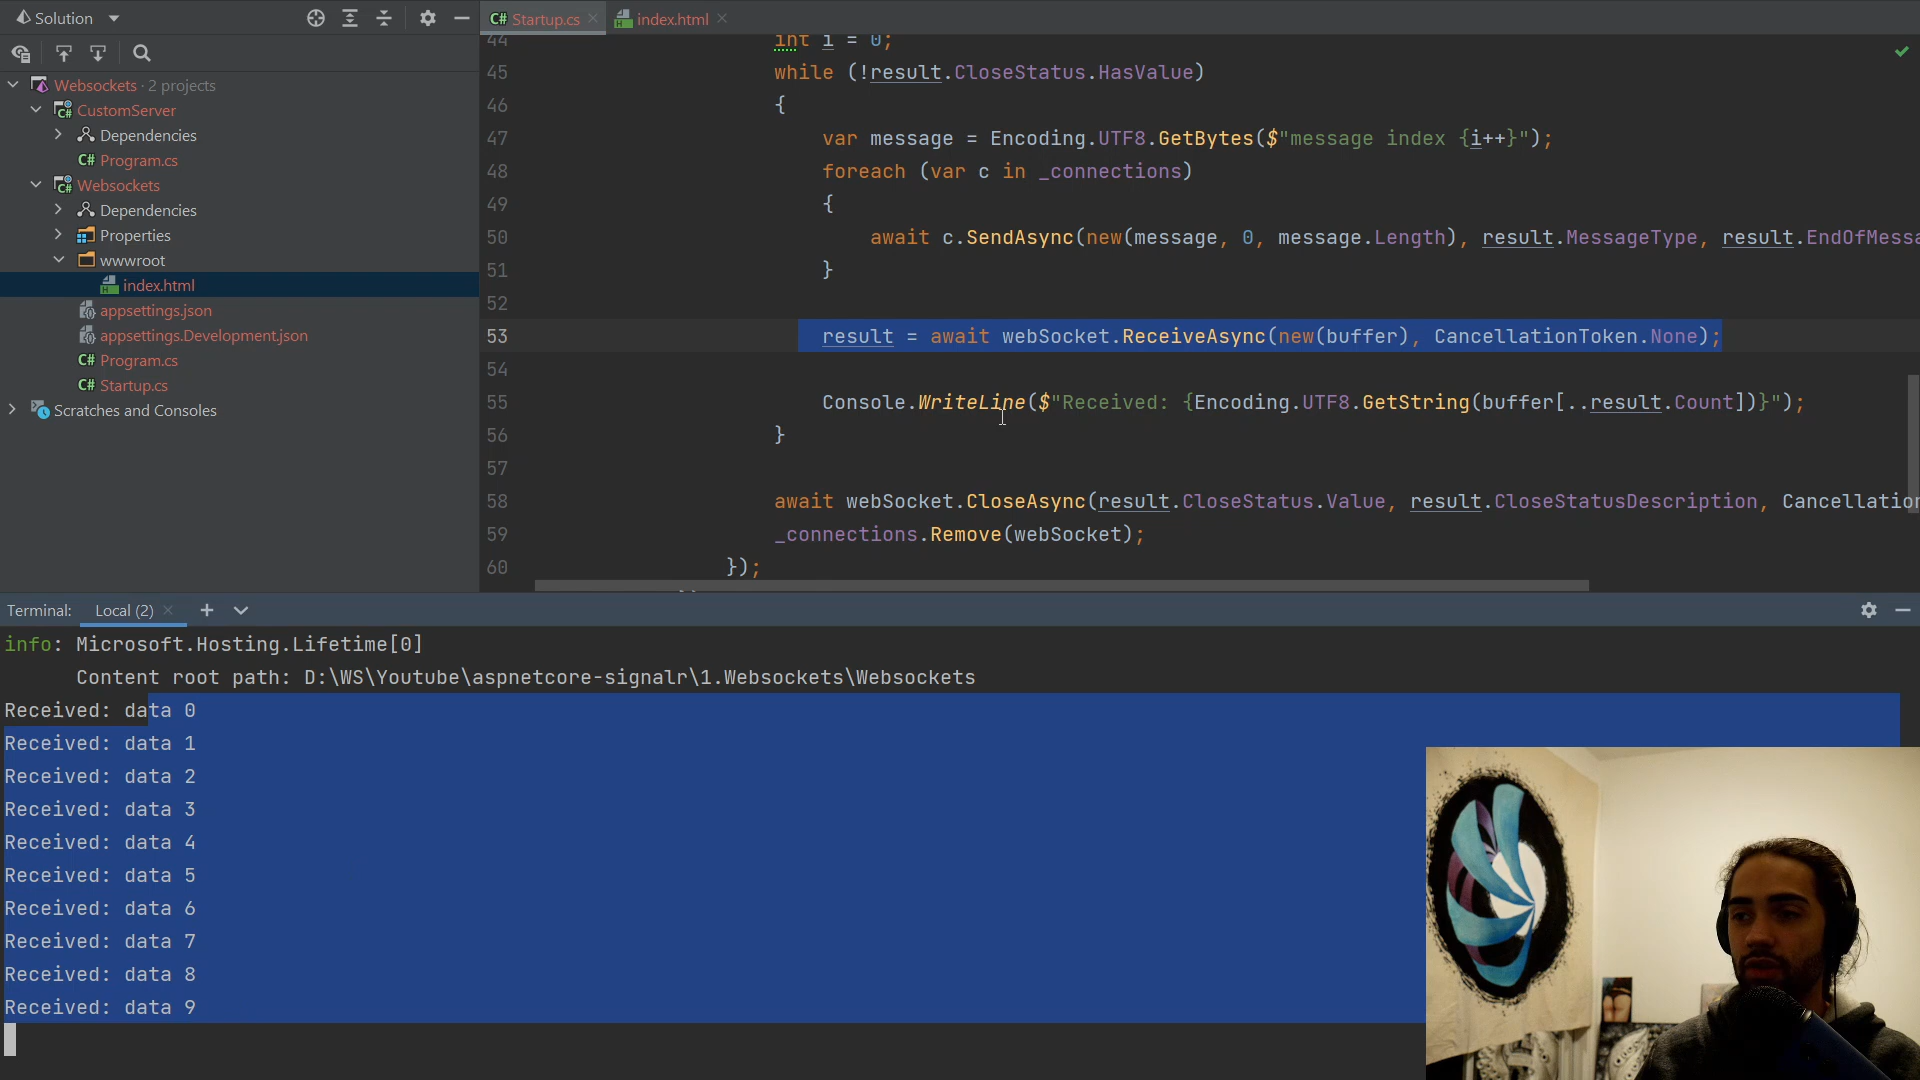 Solution
Startup.cs
index.html
Websockets · 2 projects
CustomServer
Dependencies
C# Program.cs
Websockets
Dependencies
Properties
wwwroot
index.html
appsettings.json
appsettings.Development.json
C# Program.cs
C# Startup.cs
Scratches and Consoles
44 int i = 0;
45 while (!result.CloseStatus.HasValue)
46 {
47 var message = Encoding.UTF8.GetBytes($"message index {i++}");
48 foreach (var c in _connections)
49 {
50 await c.SendAsync(new(message, 0, message.Length), result.MessageType, result.EndOfMessa
51 }
52
53 result = await webSocket.ReceiveAsync(new(buffer), CancellationToken.None);
54
55 Console.WriteLine($"Received: {Encoding.UTF8.GetString(buffer[..result.Count])}");
56 }
57
58 await webSocket.CloseAsync(result.CloseStatus.Value, result.CloseStatusDescription, Cancellation
59 _connections.Remove(webSocket);
60 });
Terminal: Local (2)
info: Microsoft.Hosting.Lifetime[0]
Content root path: D:\WS\Youtube\aspnetcore-signalr\1.Websockets\Websockets
Received: data 0
Received: data 1
Received: data 2
Received: data 3
Received: data 4
Received: data 5
Received: data 6
Received: data 7
Received: data 8
Received: data 9